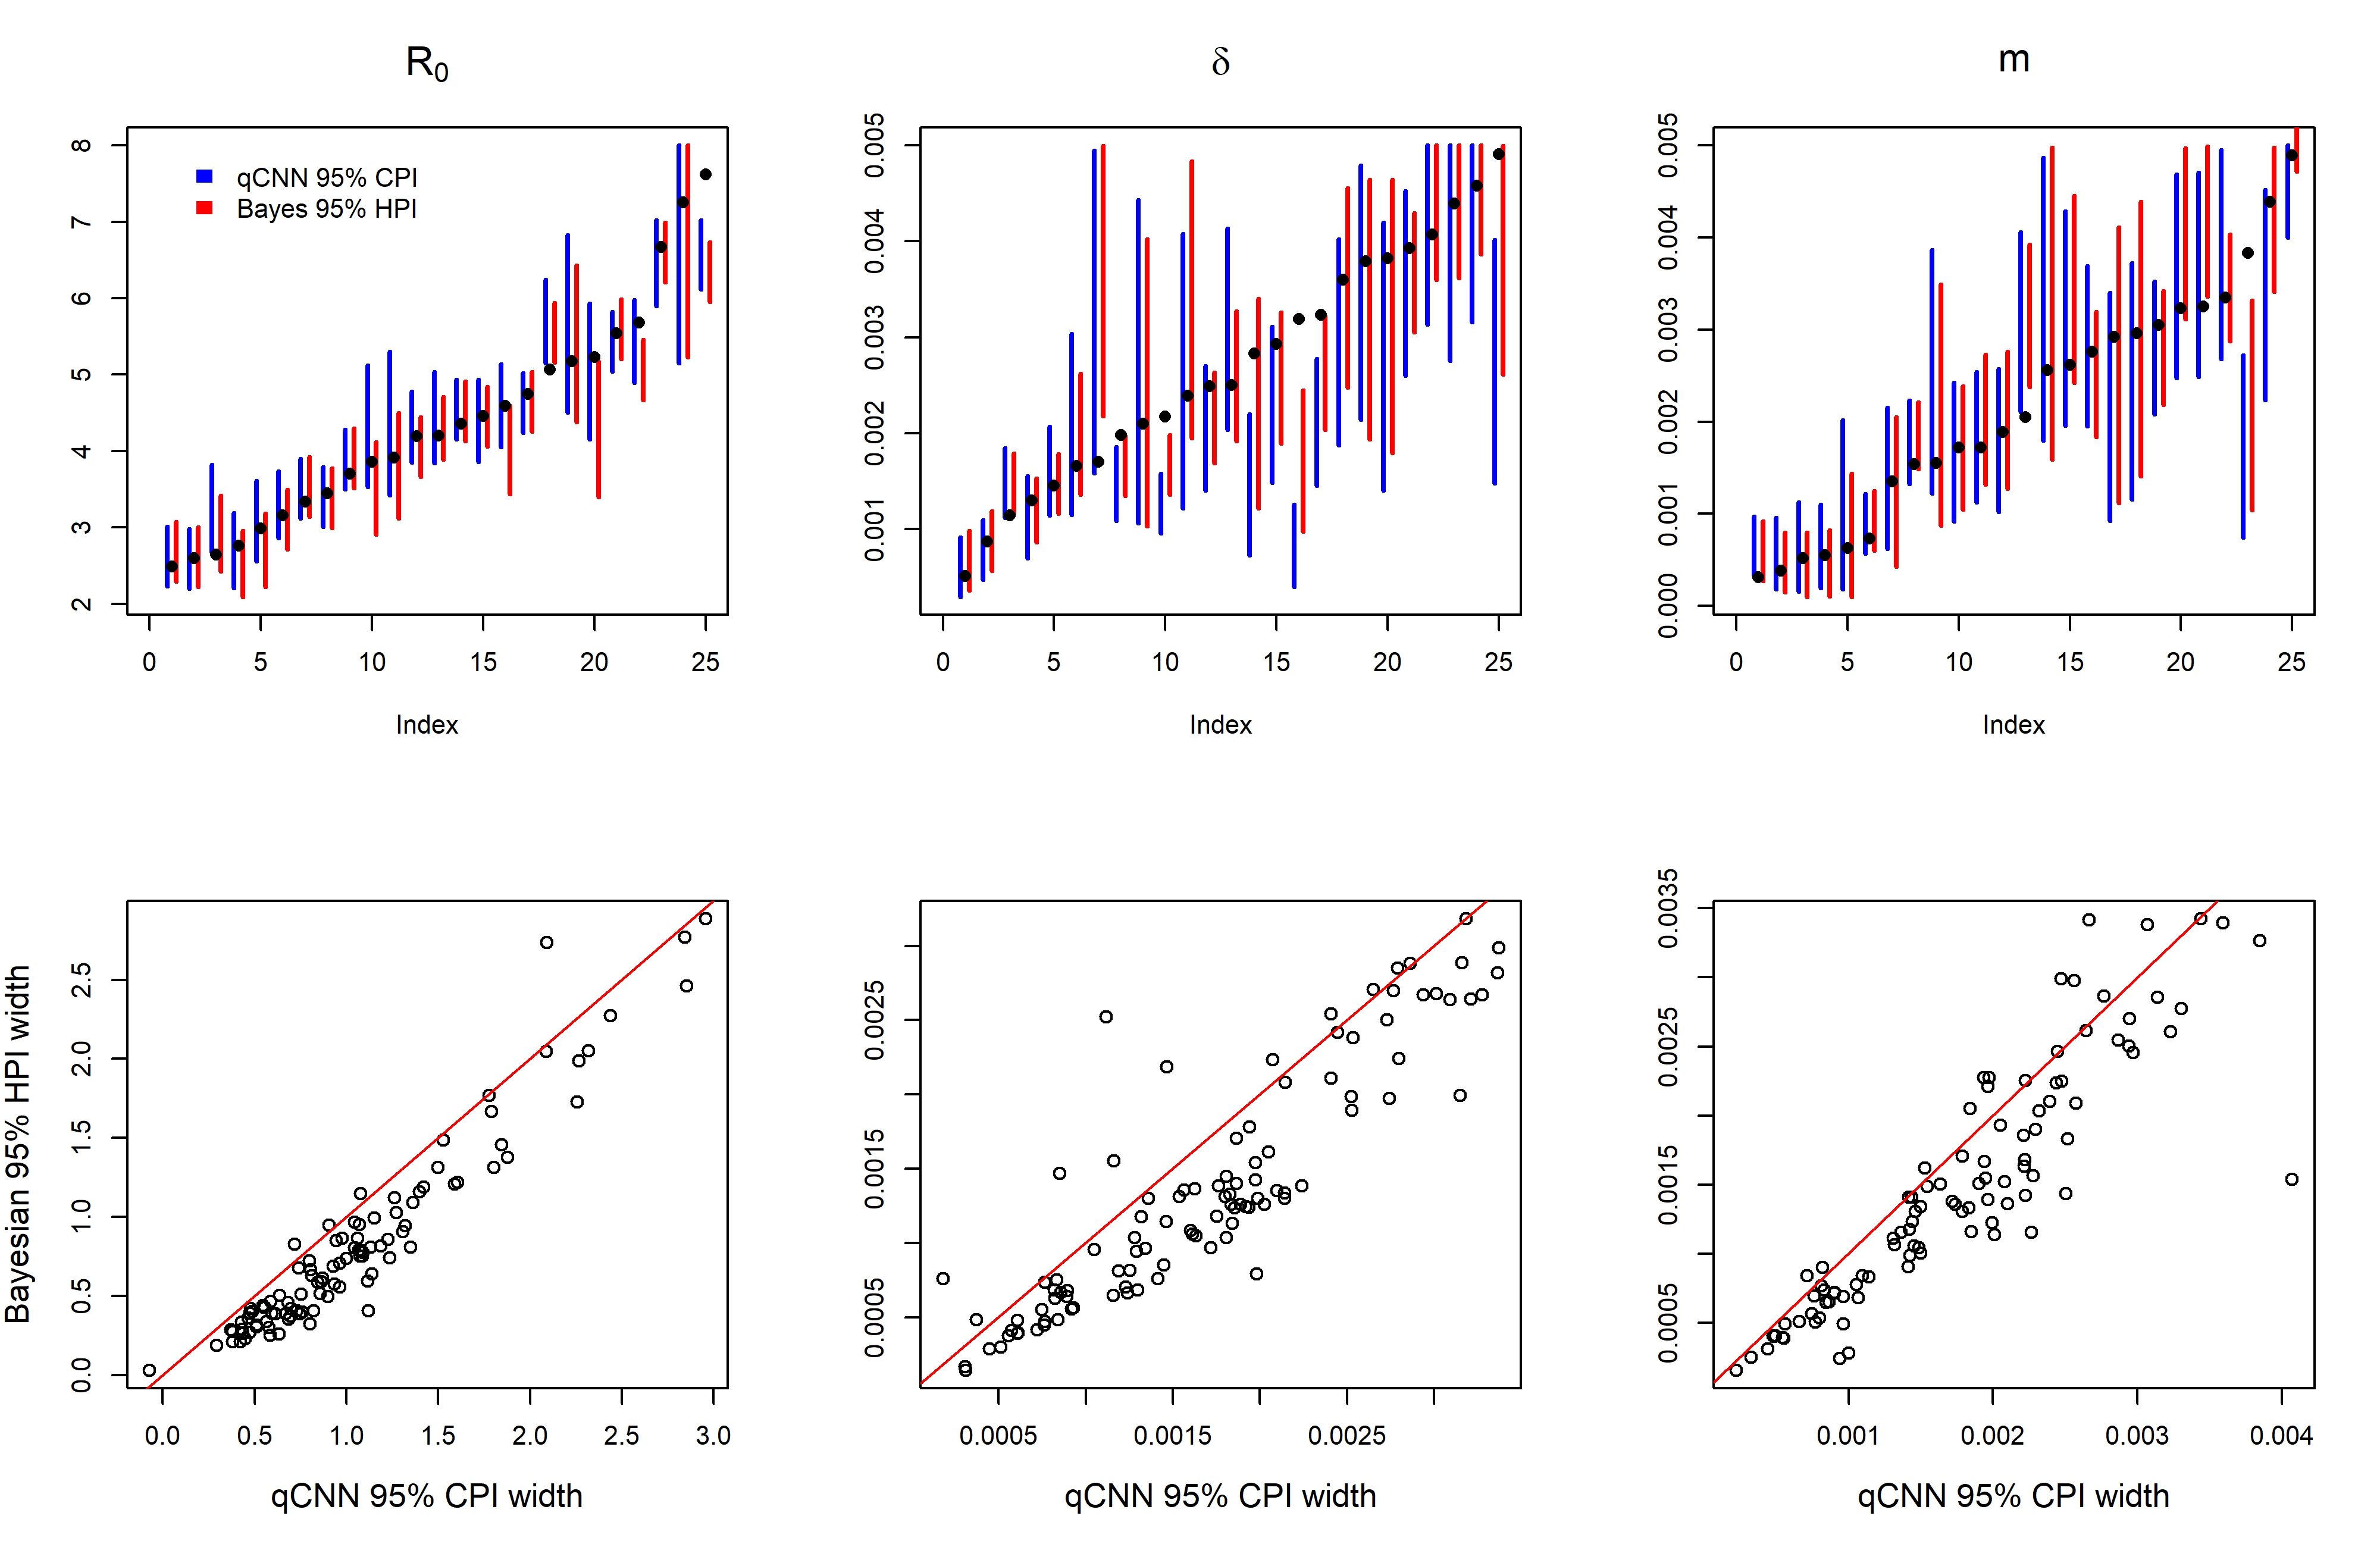 R₀
δ
m
8
7
6
5
4
3
2
qCNN 95% CPI
Bayes 95% HPI
0 5 10 15 20 25
Index
0.005
0.004
0.003
0.002
0.001
0 5 10 15 20 25
Index
0.005
0.004
0.003
0.002
0.001
0.000
0 5 10 15 20 25
Index
Bayesian 95% HPI width
2.5
2.0
1.5
1.0
0.5
0.0
0.0 0.5 1.0 1.5 2.0 2.5 3.0
qCNN 95% CPI width
0.0025
0.0015
0.0005
0.0005 0.0015 0.0025
qCNN 95% CPI width
0.0035
0.0025
0.0015
0.0005
0.001 0.002 0.003 0.004
qCNN 95% CPI width